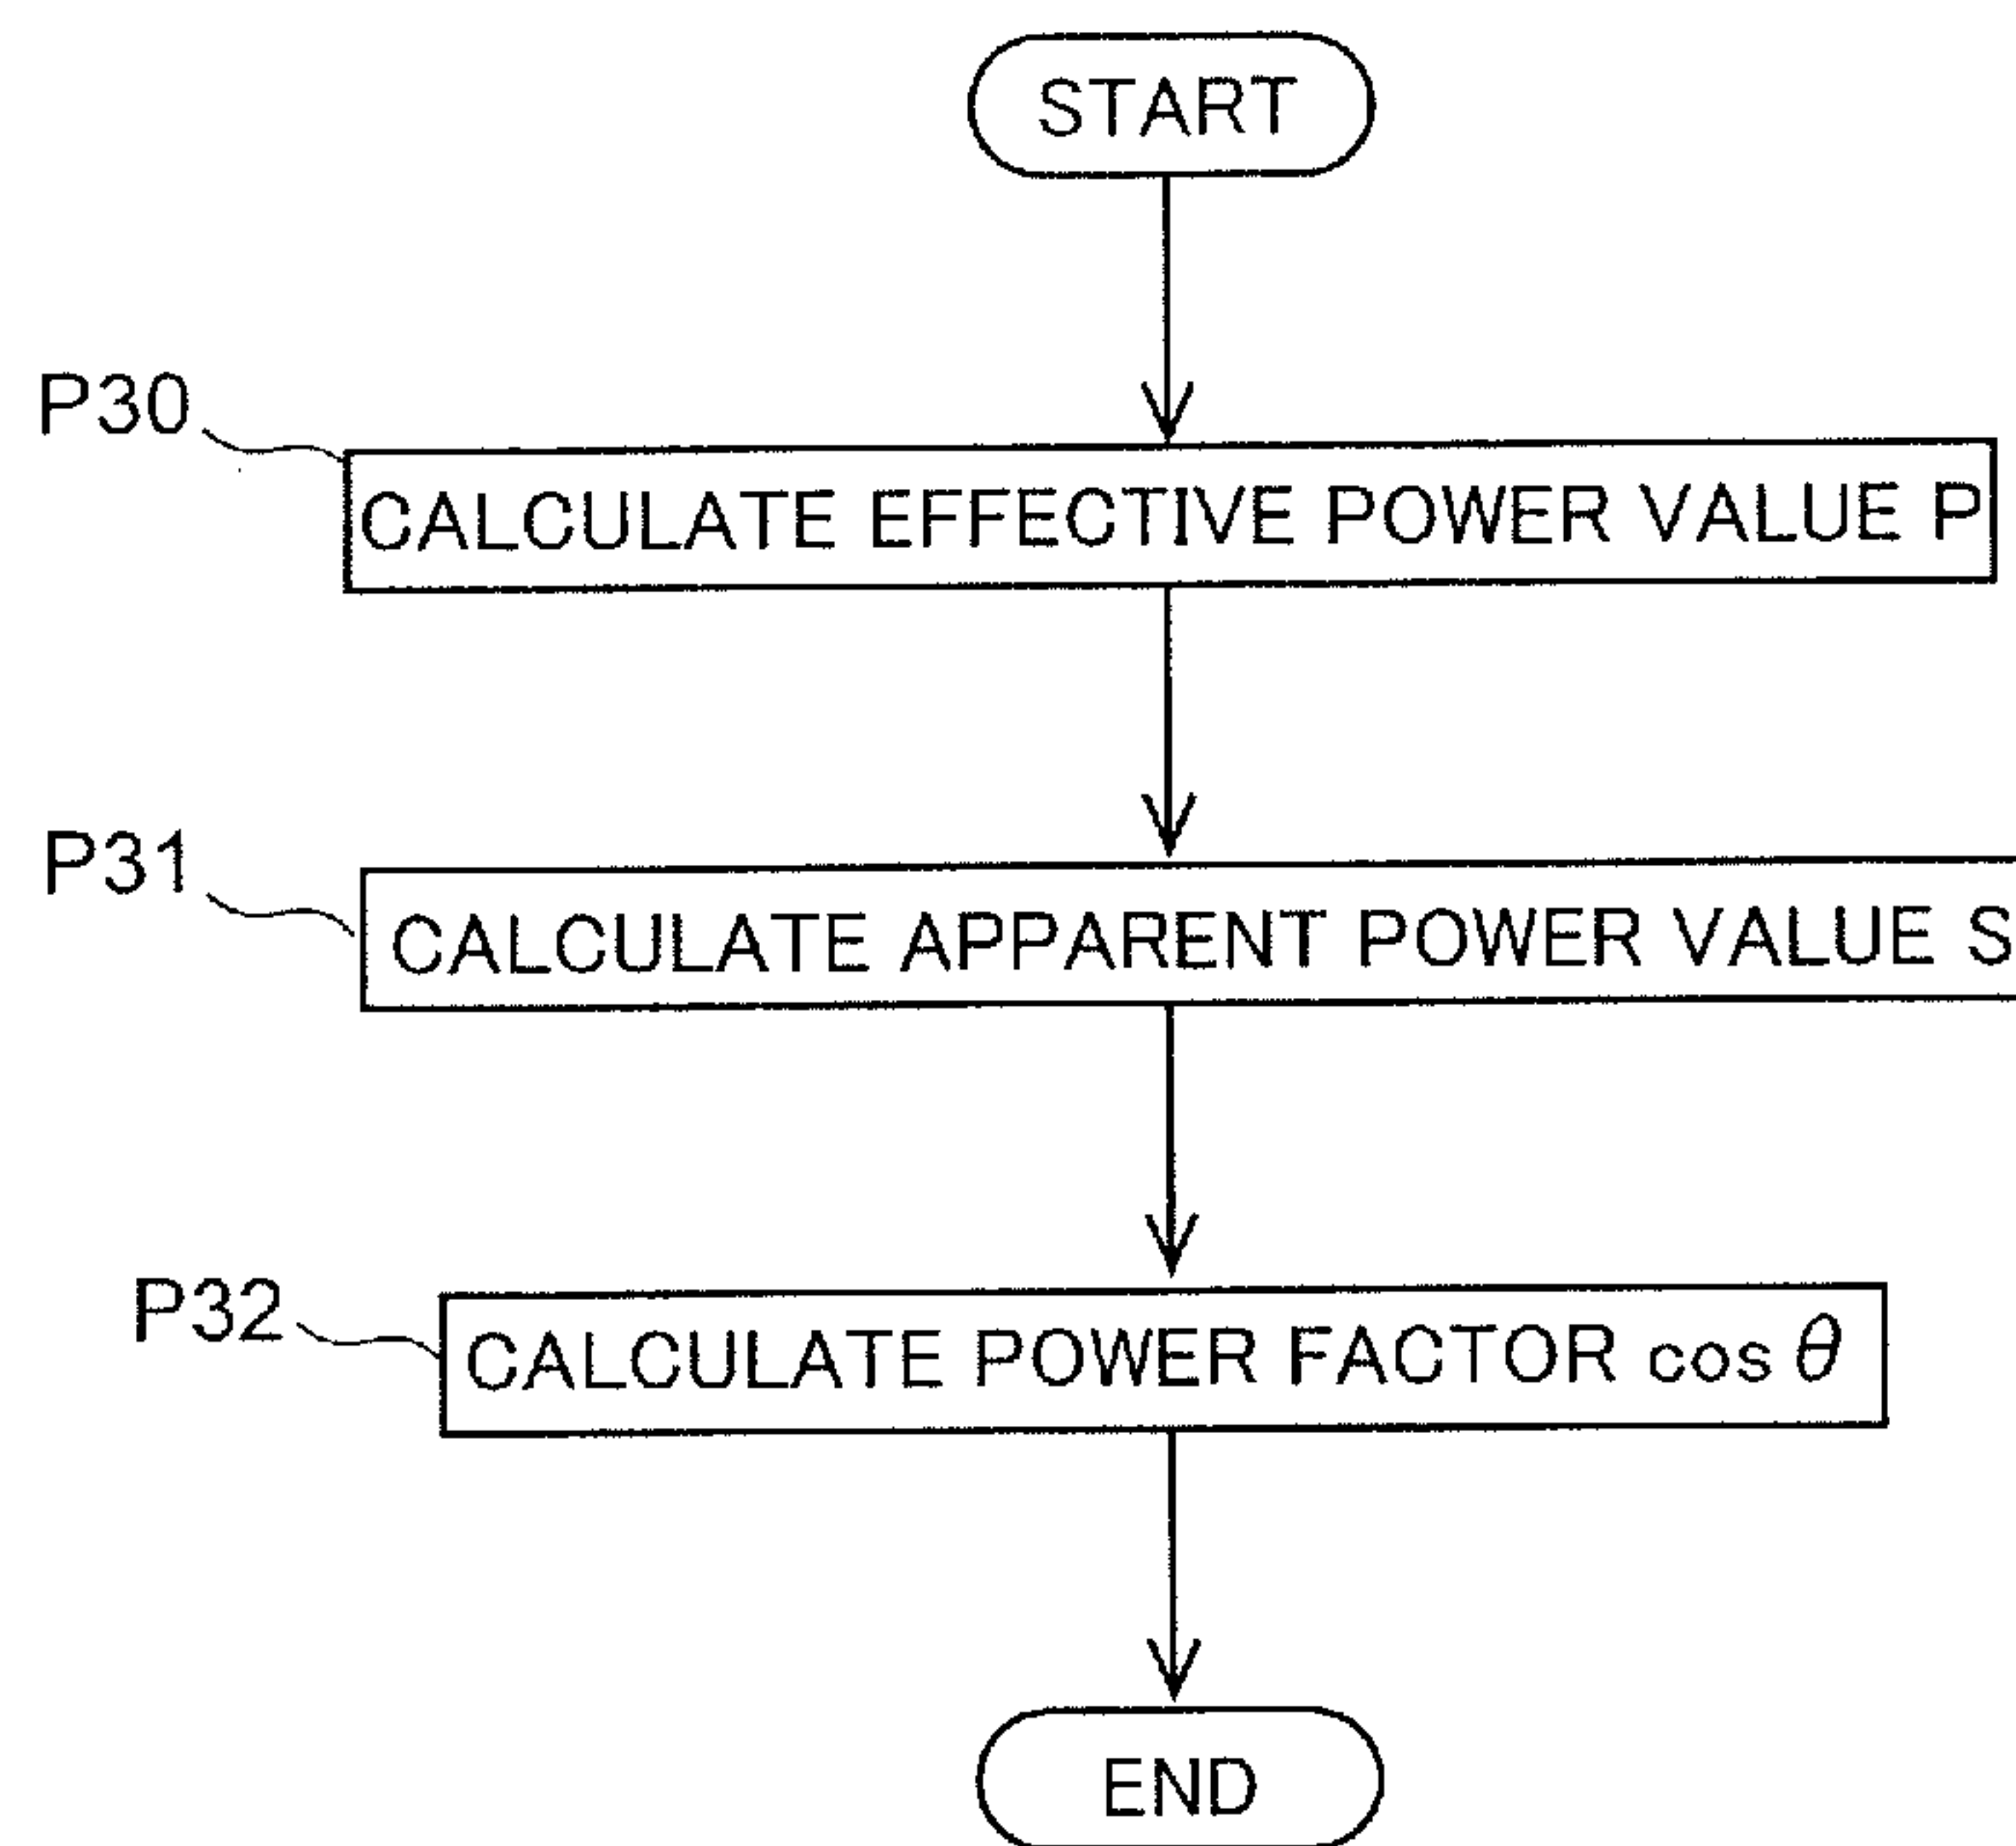 START
P30
CALCULATE EFFECTIVE POWER VALUE P
P31
CALCULATE APPARENT POWER VALUE S
P32
CALCULATE POWER FACTOR cos θ
END